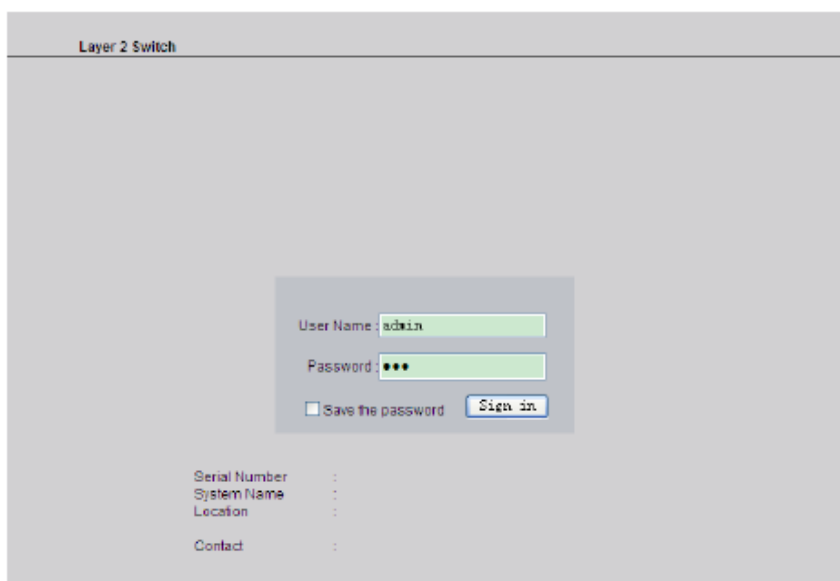 Layer 2 Switch
User Name : admin
Password : •••
Save the password Sign in
Serial Number :
System Name :
Location :
Contact :